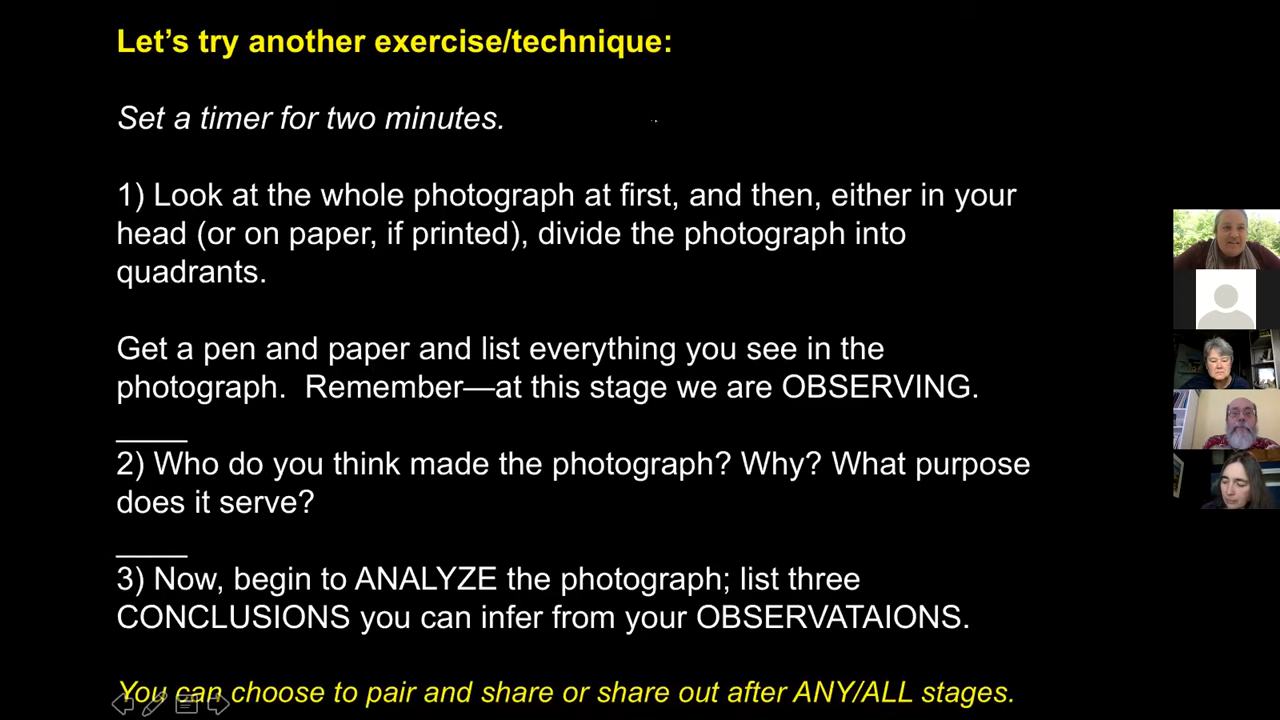 Let’s try another exercise/technique:
Set a timer for two minutes.
1) Look at the whole photograph at first, and then, either in your
head (or on paper, if printed), divide the photograph into
quadrants.
Get a pen and paper and list everything you see in the
photograph.  Remember—at this stage we are OBSERVING.
____
2) Who do you think made the photograph? Why? What purpose
does it serve?
____
3) Now, begin to ANALYZE the photograph; list three
CONCLUSIONS you can infer from your OBSERVATAIONS.
You can choose to pair and share or share out after ANY/ALL stages.